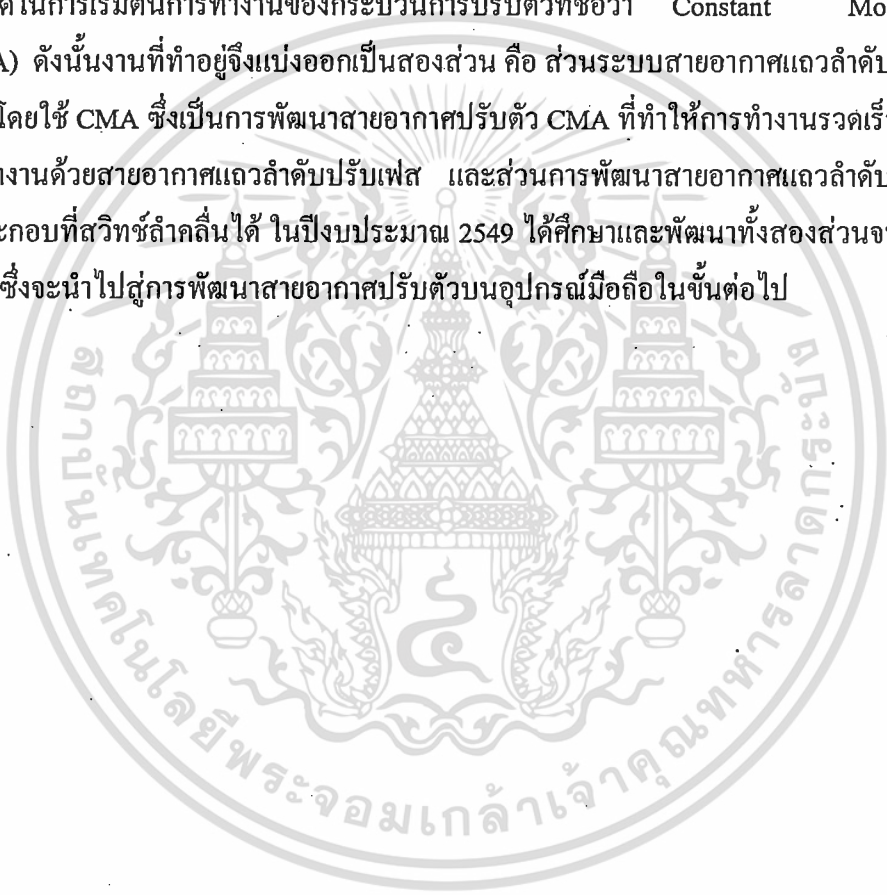 ดในการเริ่มต้นการทำงานของกระบวนการปรับตัวที่ชื่อว่า Constant Mo
A) ดังนั้นงานที่ทำอยู่จึงแบ่งออกเป็นสองส่วน คือ ส่วนระบบสายอากาศแถวลำดับ
โดยใช้ CMA ซึ่งเป็นการพัฒนาสายอากาศปรับตัว CMA ที่ทำให้การทำงานรวดเร็ว
างานด้วยสายอากาศแถวลำดับปรับเฟส และส่วนการพัฒนาสายอากาศแถวลำดับ
ะกอบที่สวิทช์ลำคลื่นได้ ในปีงบประมาณ 2549 ได้ศึกษาและพัฒนาทั้งสองส่วนจ
ซึ่งจะนำไปสู่การพัฒนาสายอากาศปรับตัวบนอุปกรณ์มือถือในขั้นต่อไป
สถาบันเทคโนโลยีพระจอมเกล้าเจ้าคุณทหารลาดกระบัง